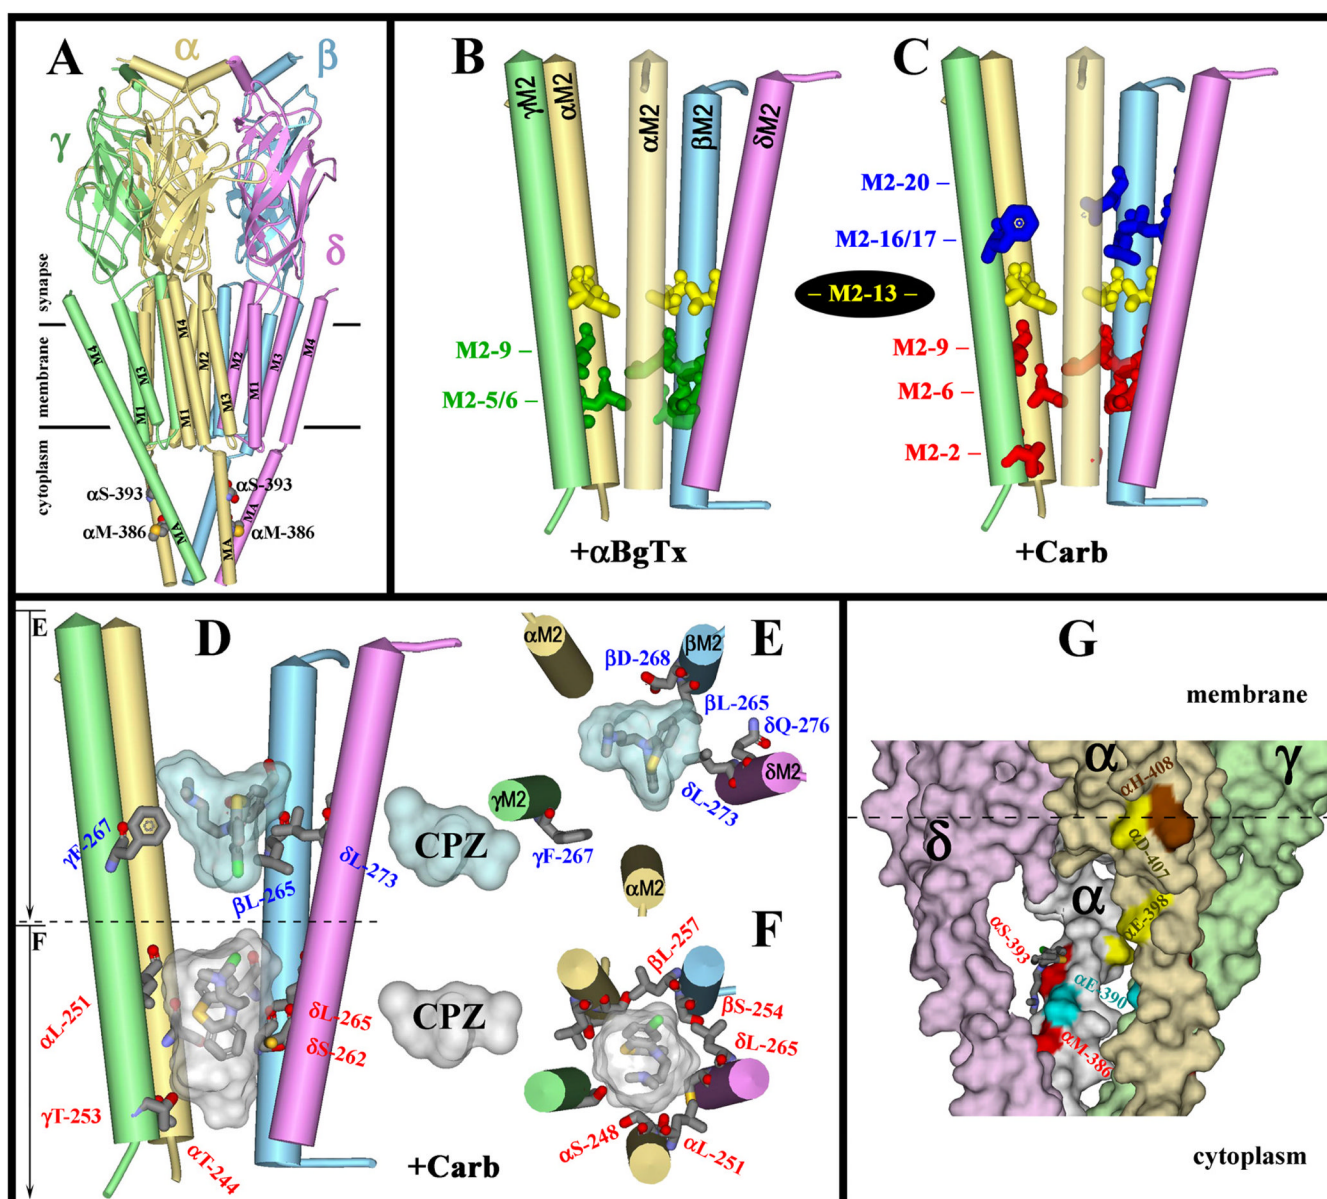 A
α
β
γ
δ
synapse
membrane
cytoplasm
M4
M3
M1
M1
M4
M2
M3
M2
M1
M3
M4
αS-393
αS-393
αM-386
αM-386
MA
MA
MA
B
γM2
αM2
αM2
βM2
δM2
M2-9
M2-5/6
+αBgTx
C
M2-20
M2-16/17
M2-13
M2-9
M2-6
M2-2
+Carb
D
E
F
γF-267
βL-265
δL-273
CPZ
αL-251
δL-265
δS-262
CPZ
γT-253
αT-244
+Carb
E
αM2
βM2
βD-268
βL-265
δQ-276
δM2
δL-273
γM2
γF-267
αM2
F
βL-257
βS-254
δL-265
αS-248
αL-251
G
membrane
α
γ
αH-408
δ
αD-407
α
αE-398
αS-393
αE-390
αM-386
cytoplasm